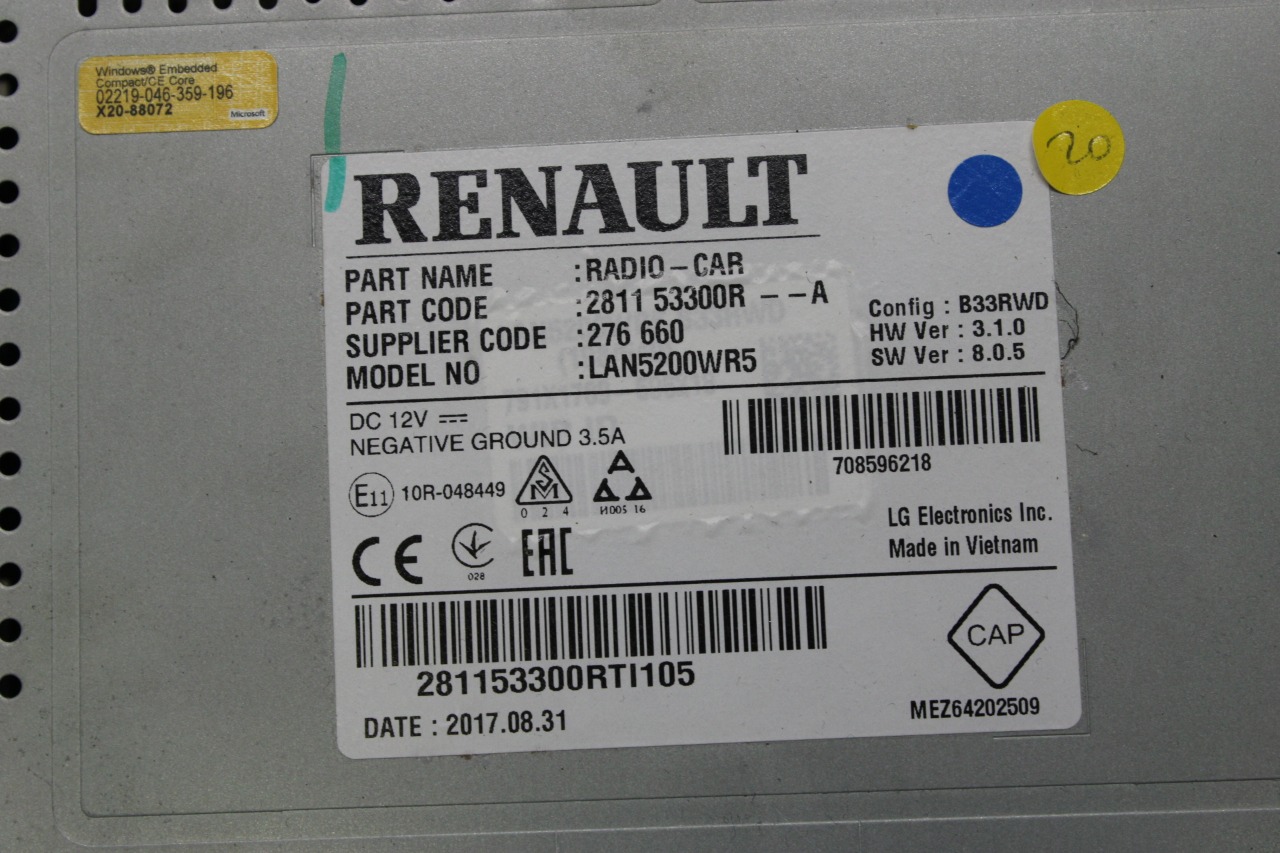 Windows® Embedded
Compact/CE Core
02219-046-359-196
X20-88072
Microsoft
20
RENAULT
PART NAME :RADIO-CAR
PART CODE :2811 53300R --A
SUPPLIER CODE :276 660
MODEL NO :LAN5200WR5
Config : B33RWD
HW Ver : 3.1.0
SW Ver : 8.0.5
DC 12V
NEGATIVE GROUND 3.5A
708596218
E11 10R-048449
SM
0 2 4
И005 16
LG Electronics Inc.
Made in Vietnam
CE
028
EAC
281153300RTI105
CAP
DATE : 2017.08.31
MEZ64202509